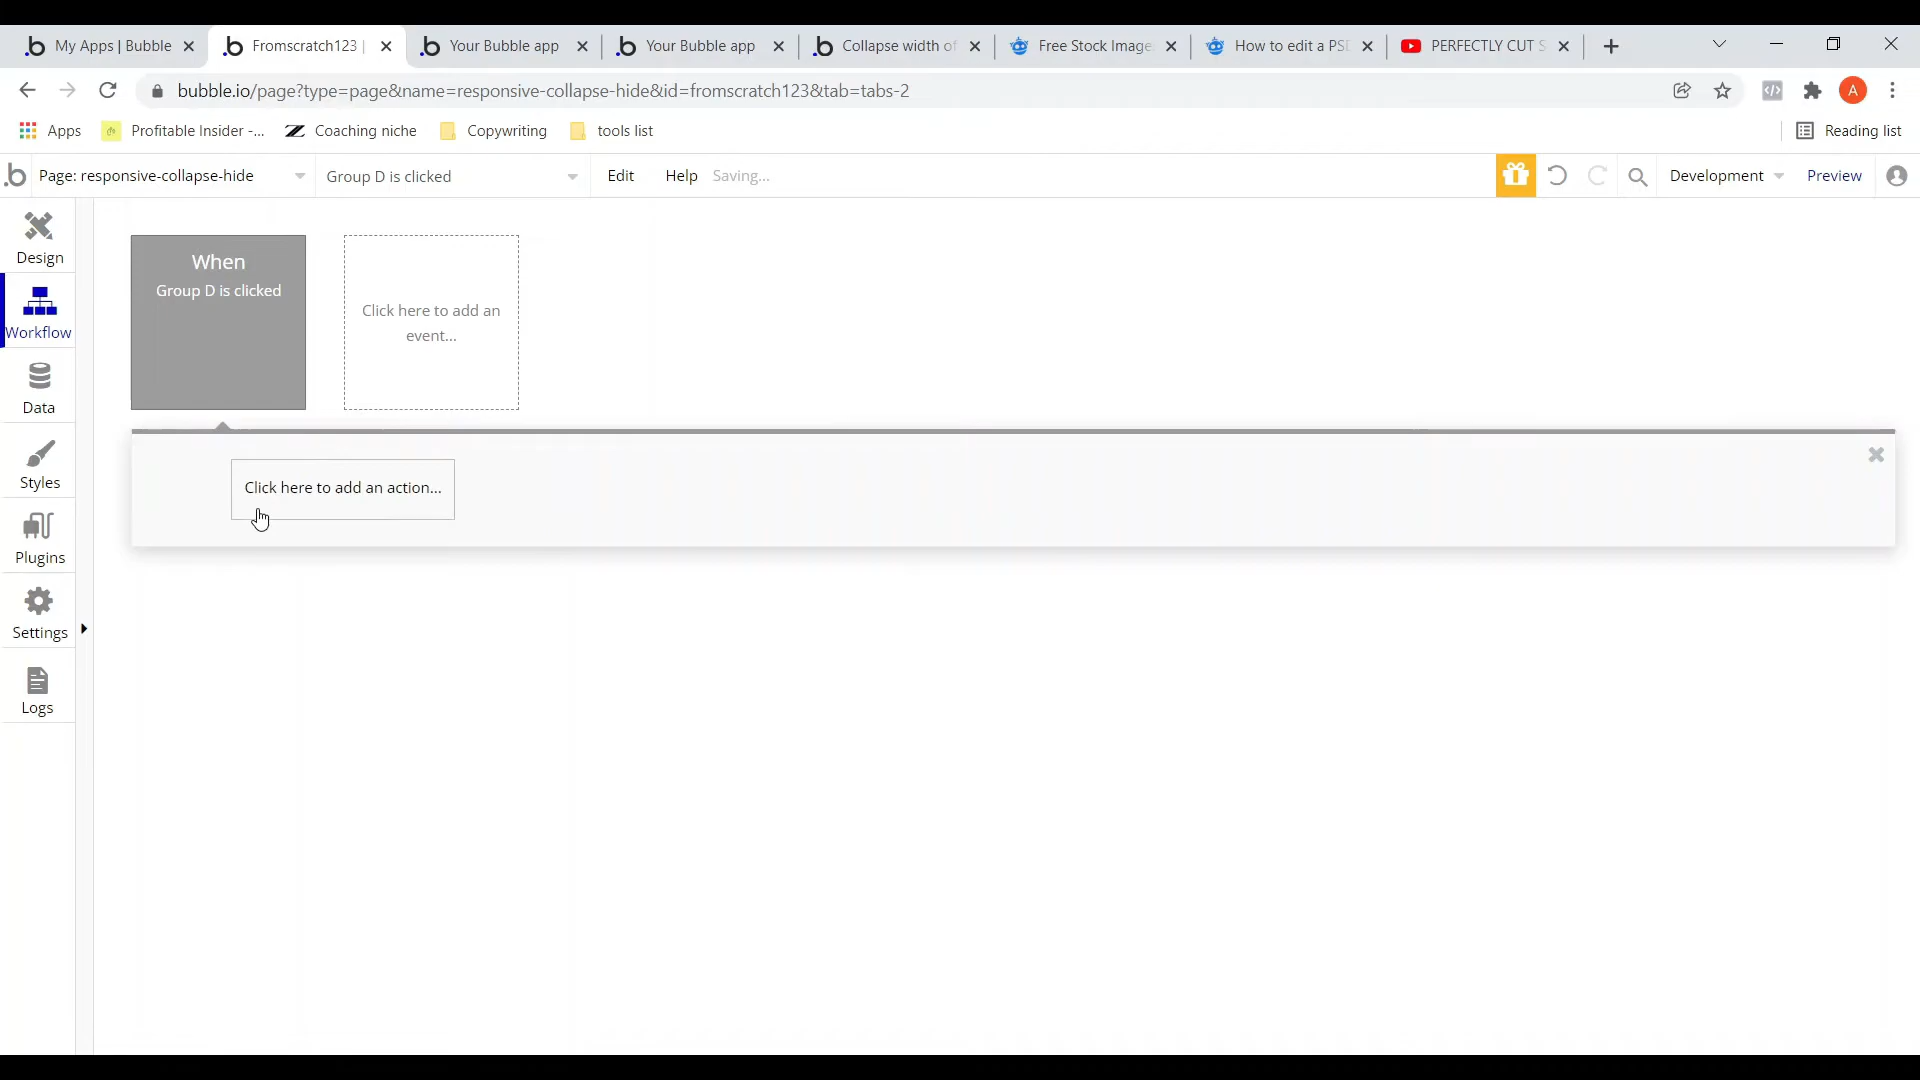 My Apps | Bubble
Fromscratch123 |
Your Bubble app
Your Bubble app
Collapse width of
Free Stock Image
How to edit a PSD
PERFECTLY CUT S
bubble.io/page?type=page&name=responsive-collapse-hide&id=fromscratch123&tab=tabs-2
A
Apps
Profitable Insider -...
Coaching niche
Copywriting
tools list
Reading list
Page: responsive-collapse-hide
Group D is clicked
Edit
Help
Saving...
Development
Preview
Design
Workflow
Data
Styles
Plugins
Settings
Logs
When
Group D is clicked
Click here to add an
event...
Click here to add an action...